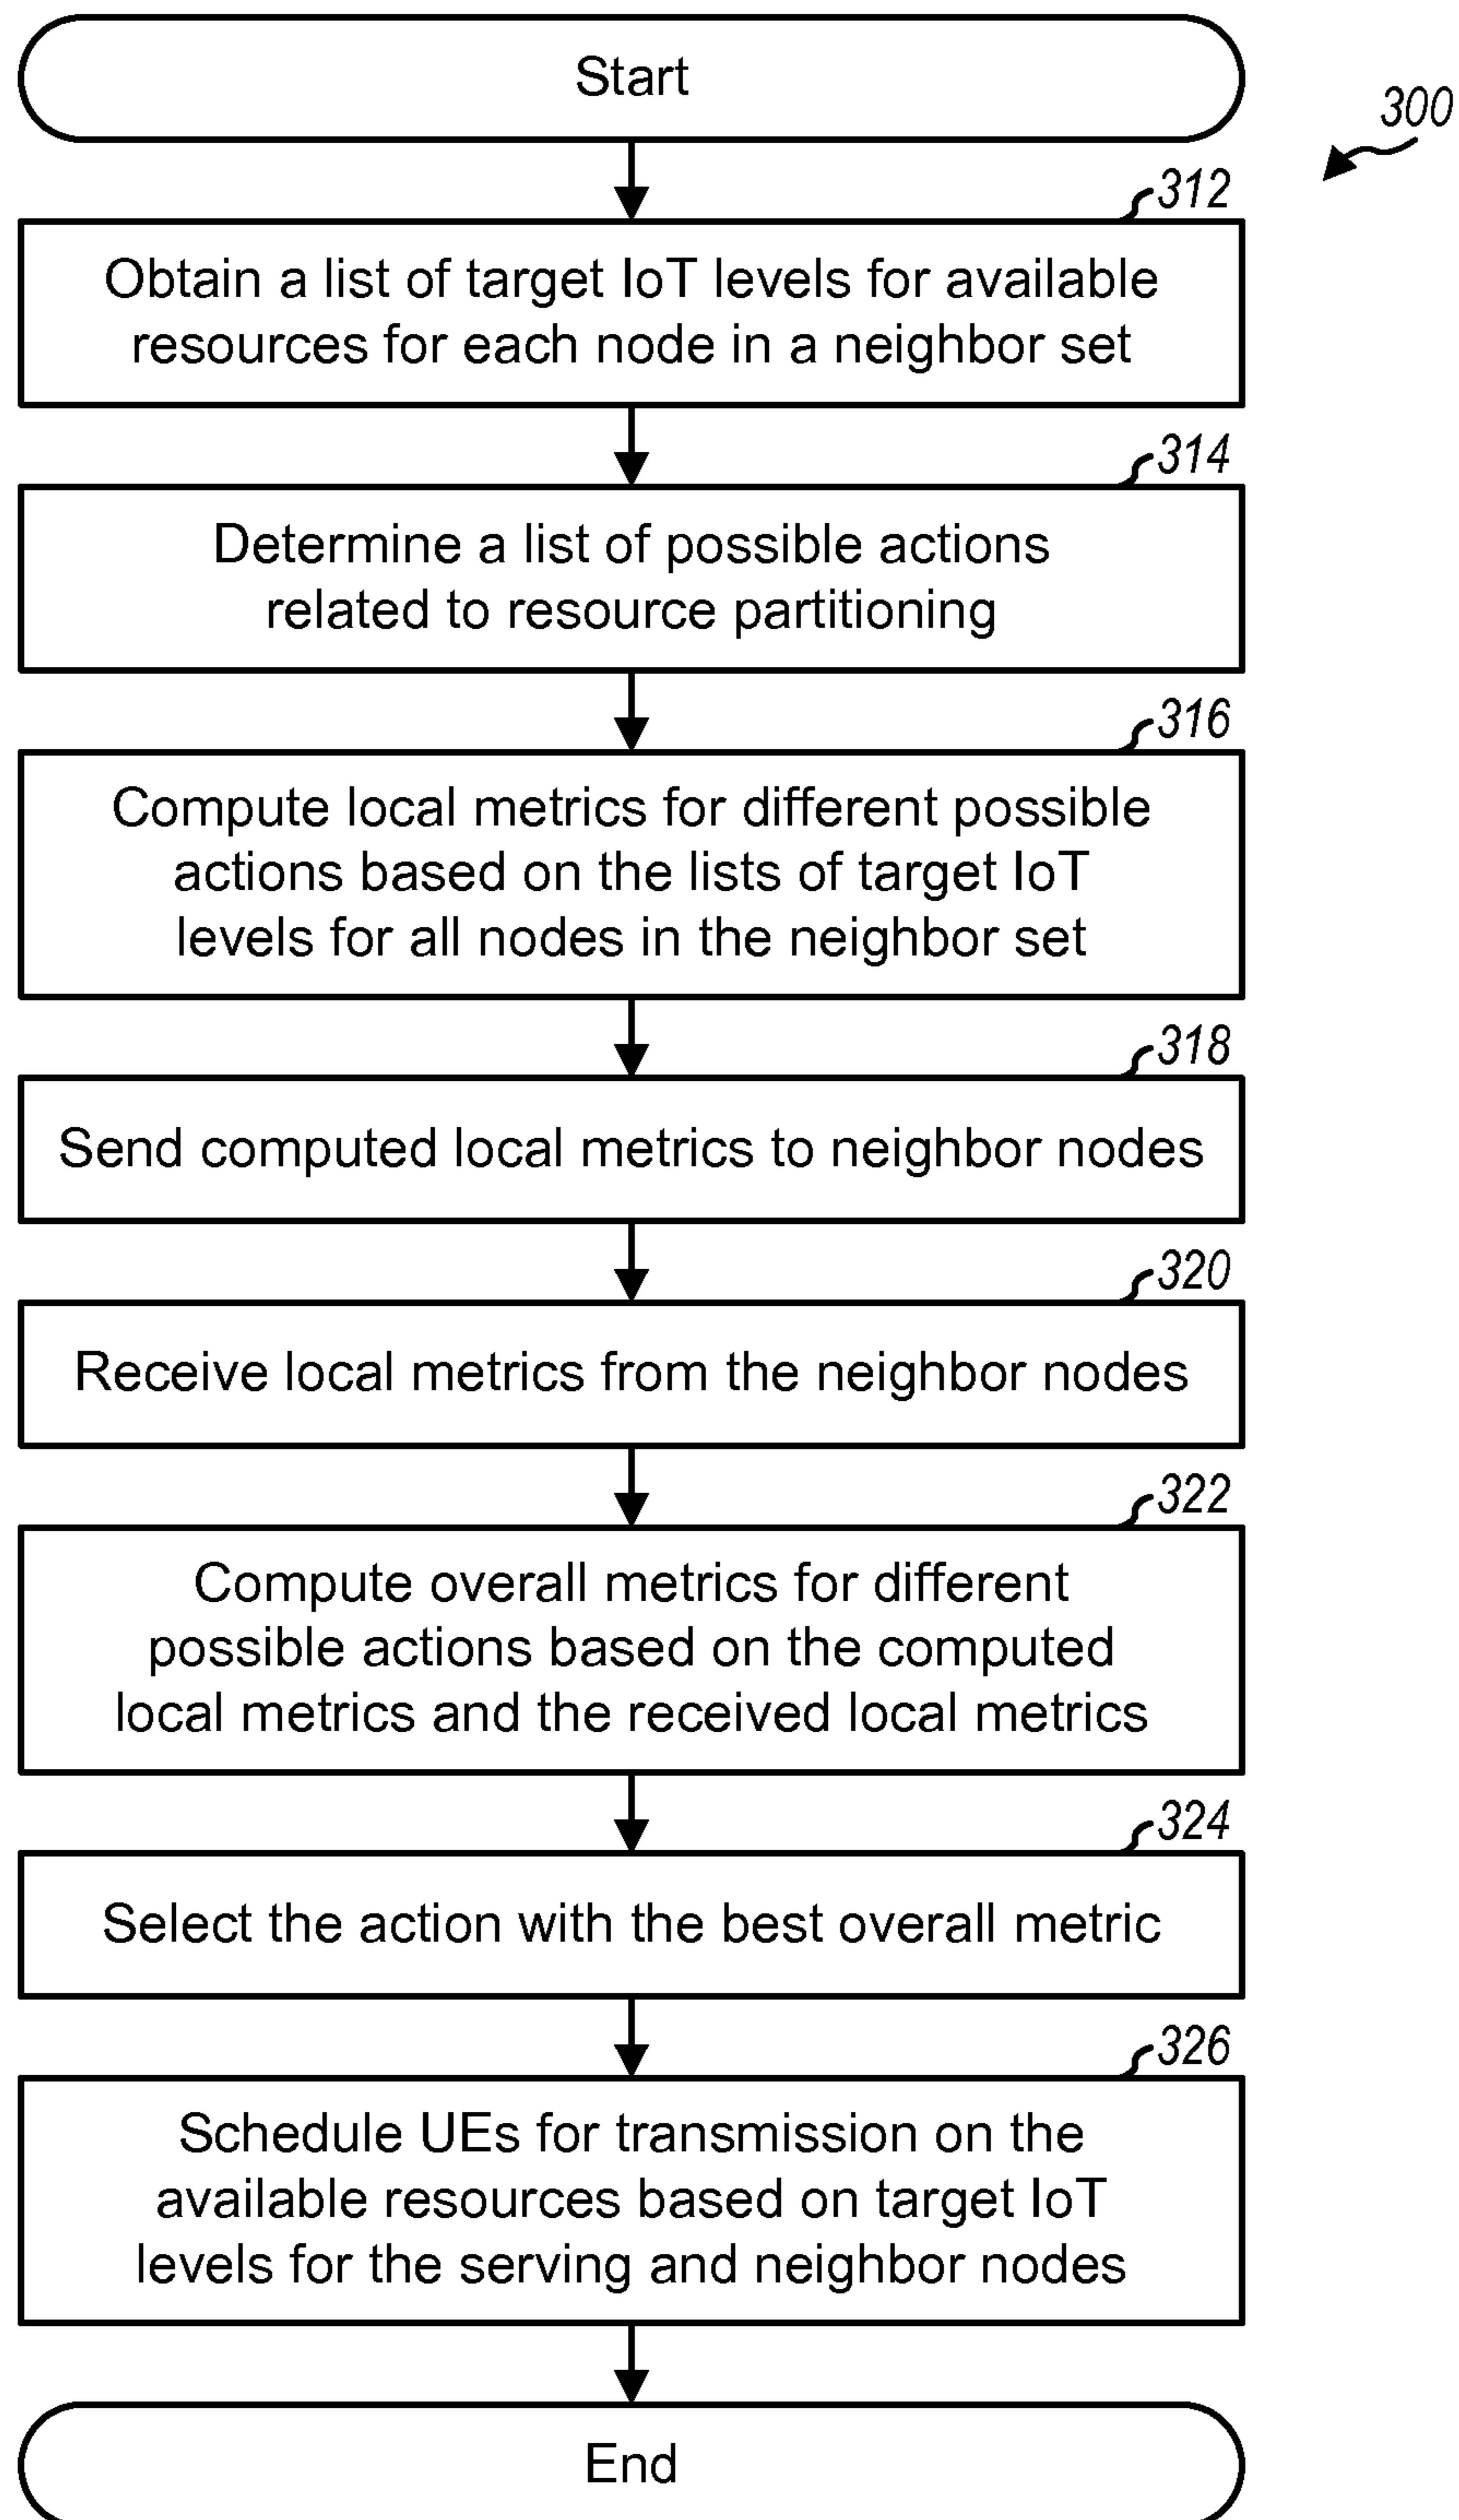 Start
300
312
Obtain a list of target IoT levels for available
resources for each node in a neighbor set
314
Determine a list of possible actions
related to resource partitioning
316
Compute local metrics for different possible
actions based on the lists of target IoT
levels for all nodes in the neighbor set
318
Send computed local metrics to neighbor nodes
320
Receive local metrics from the neighbor nodes
322
Compute overall metrics for different
possible actions based on the computed
local metrics and the received local metrics
324
Select the action with the best overall metric
326
Schedule UEs for transmission on the
available resources based on target IoT
levels for the serving and neighbor nodes
End